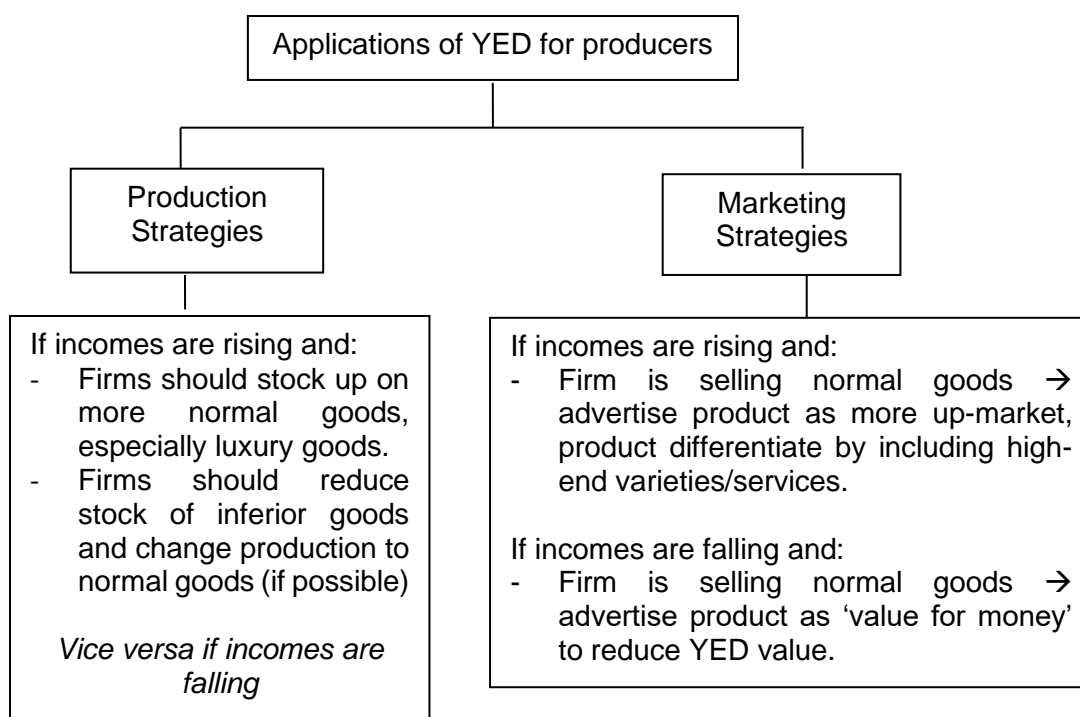 Applications of YED for producers
Production
Strategies
Marketing
Strategies
If incomes are rising and:
- Firms should stock up on
more normal goods,
especially luxury goods.
- Firms should reduce
stock of inferior goods
and change production to
normal goods (if possible)
Vice versa if incomes are
falling
If incomes are rising and:
- Firm is selling normal goods →
advertise product as more up-market,
product differentiate by including high-
end varieties/services.
If incomes are falling and:
- Firm is selling normal goods →
advertise product as ‘value for money’
to reduce YED value.